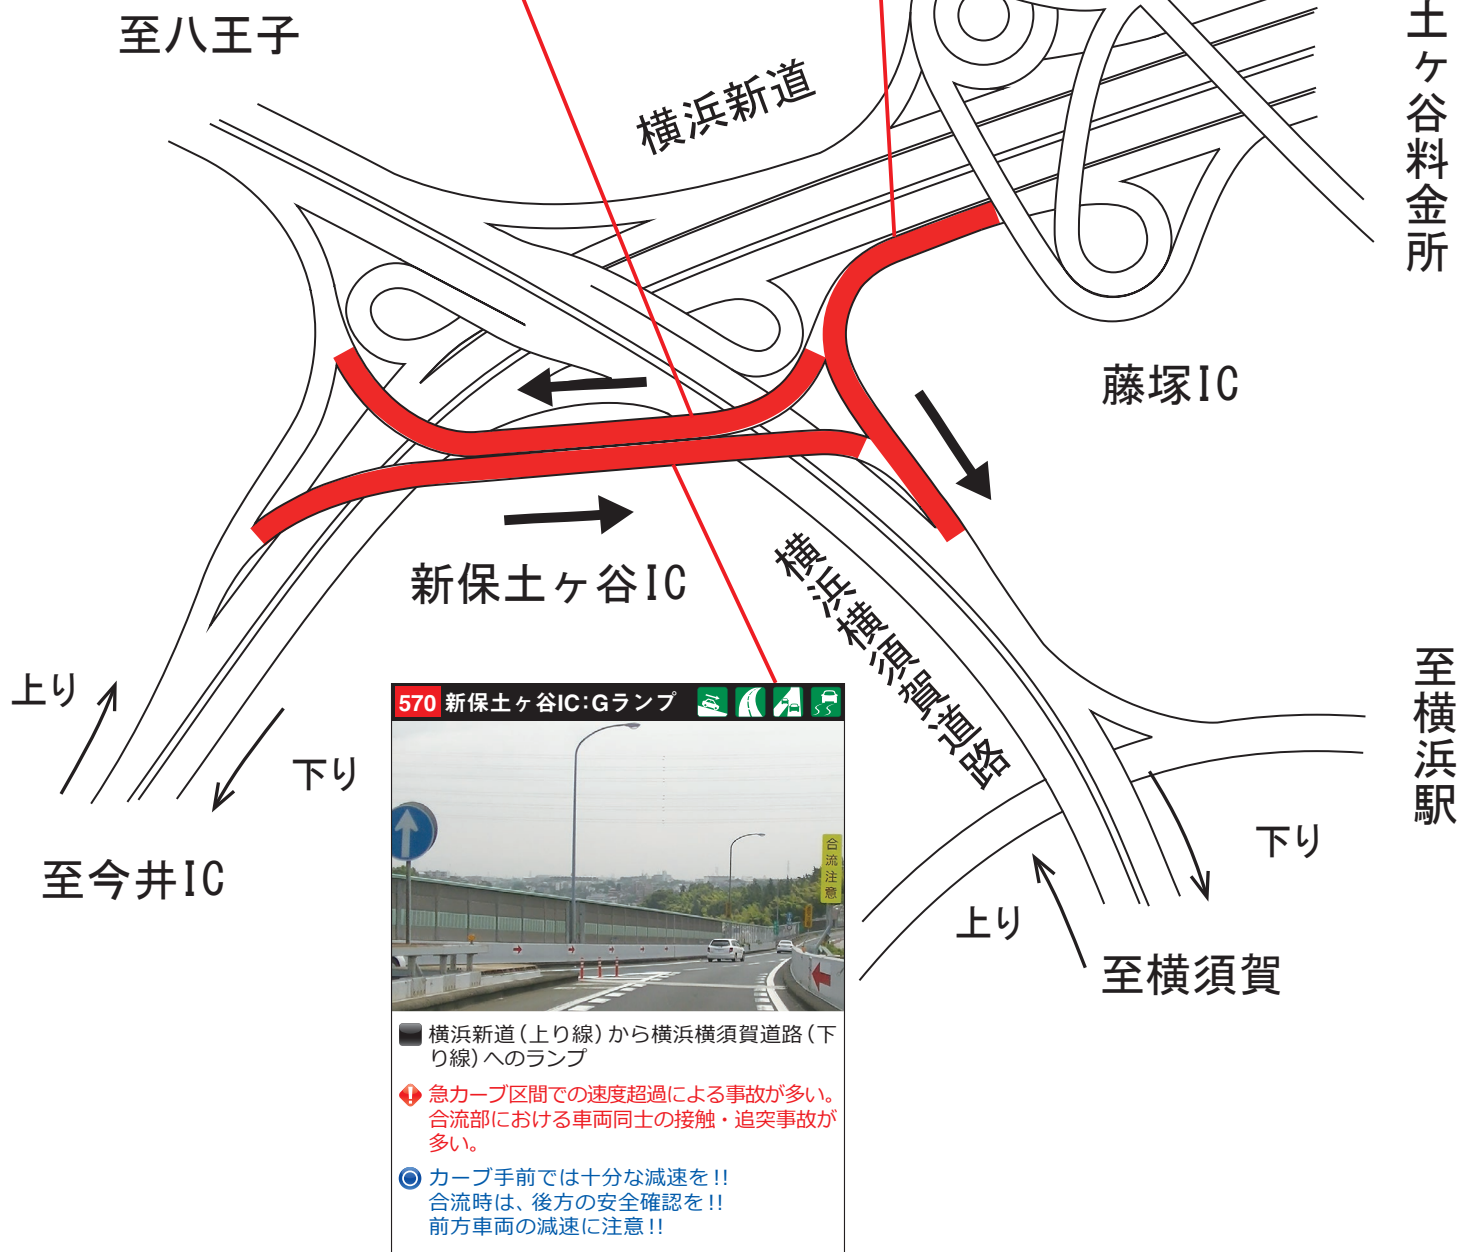 至八王子
横浜新道
土ヶ谷料金所
藤塚IC
新保土ヶ谷IC
横浜横須賀道路
上り
下り
至今井IC
至横浜駅
下り
上り
至横須賀
570 新保土ヶ谷IC:Gランプ
合流注意
横浜新道(上り線)から横浜横須賀道路(下
り線)へのランプ
急カーブ区間での速度超過による事故が多い。
合流部における車両同士の接触・追突事故が
多い。
カーブ手前では十分な減速を!!
合流時は、後方の安全確認を!!
前方車両の減速に注意!!